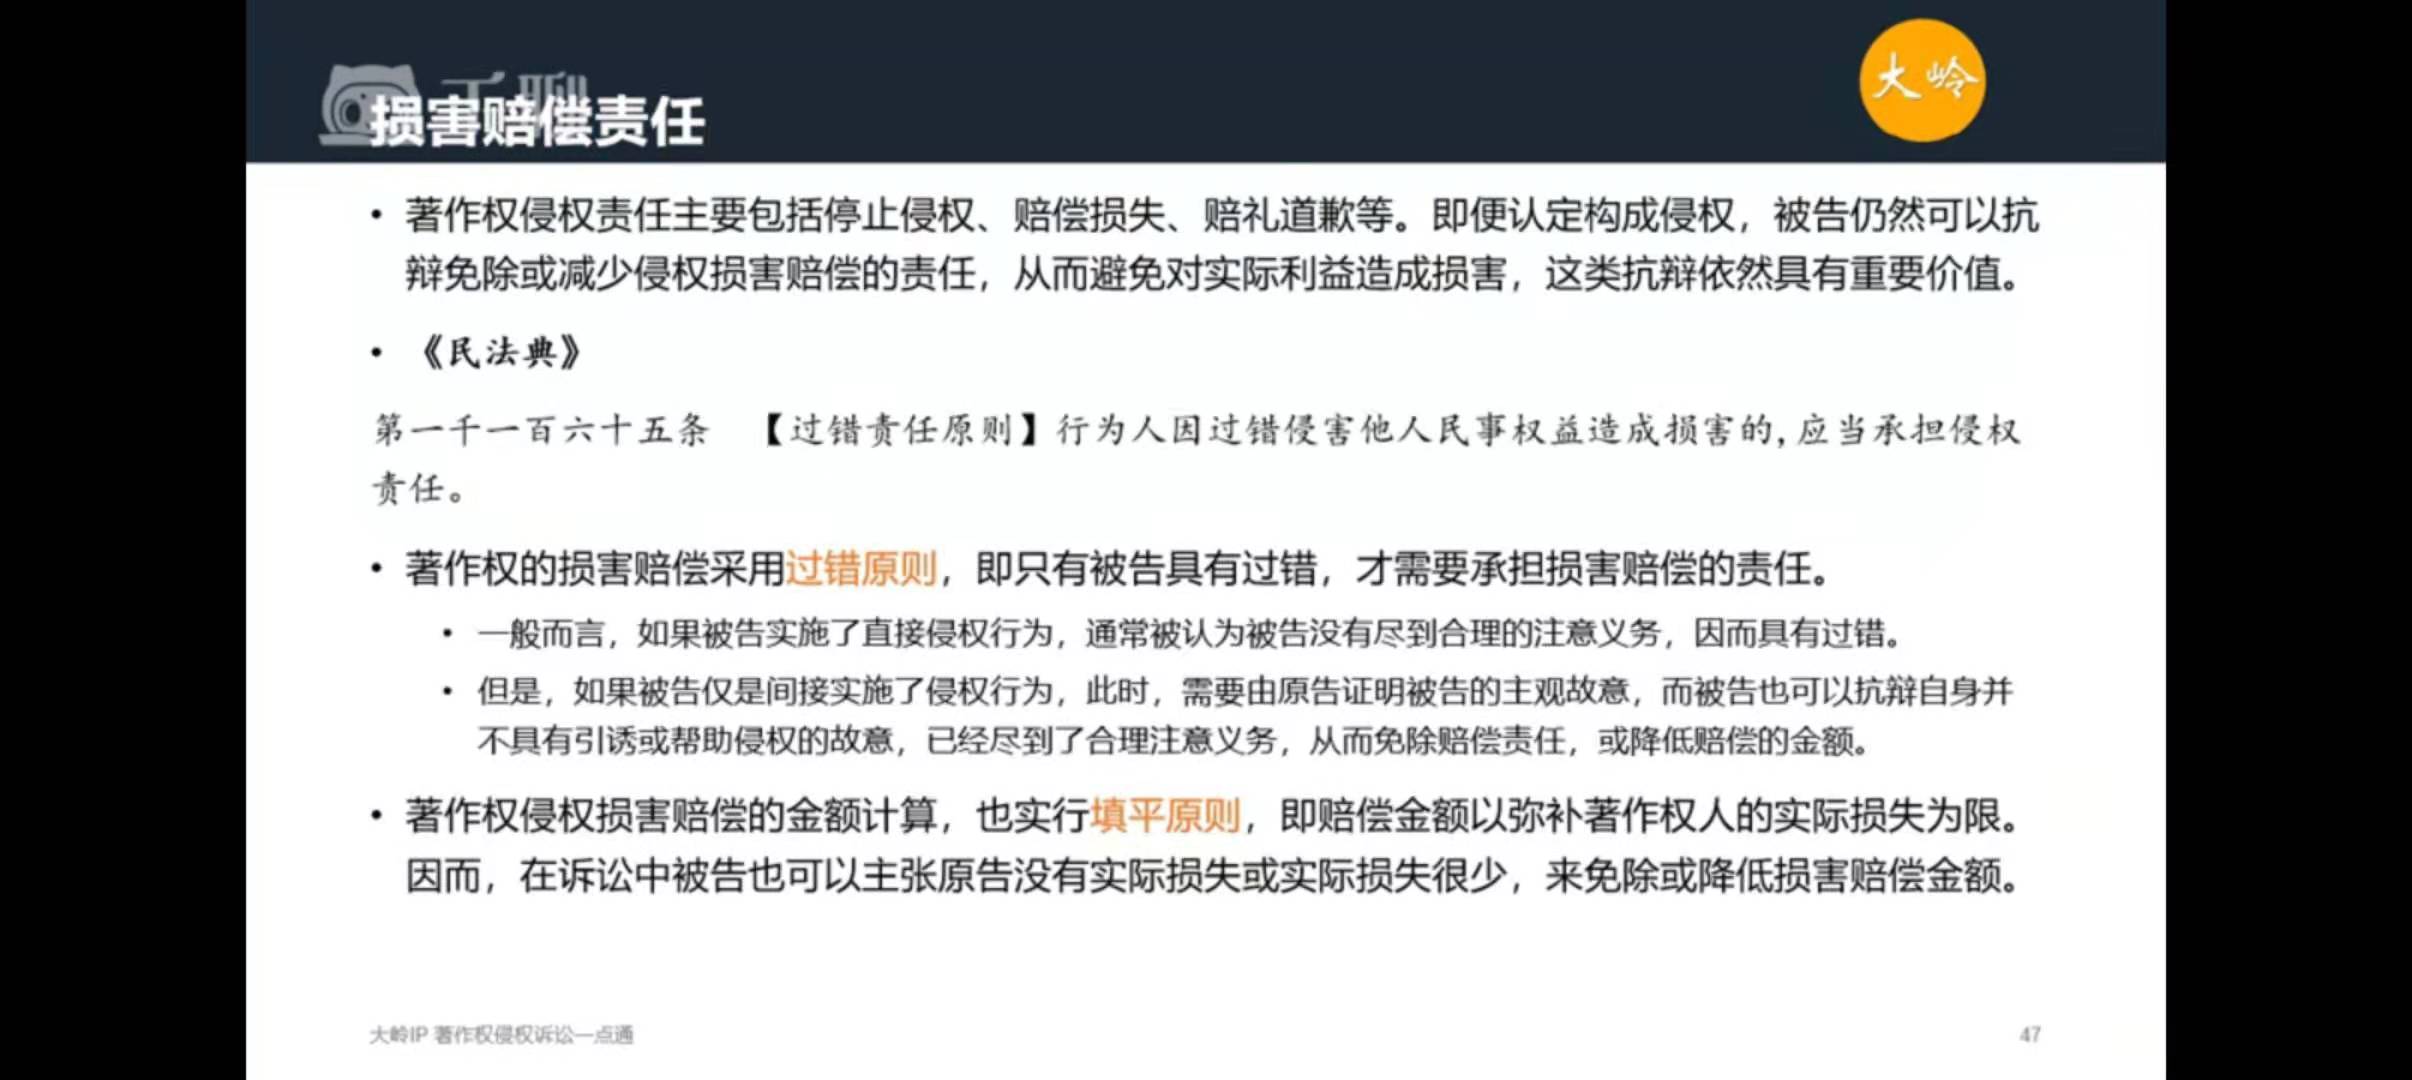 千聊
大岭
损害赔偿责任
• 著作权侵权责任主要包括停止侵权、赔偿损失、赔礼道歉等。即便认定构成侵权，被告仍然可以抗
辩免除或减少侵权损害赔偿的责任，从而避免对实际利益造成损害，这类抗辩依然具有重要价值。
• 《民法典》
第一千一百六十五条 【过错责任原则】行为人因过错侵害他人民事权益造成损害的,应当承担侵权
责任。
• 著作权的损害赔偿采用过错原则，即只有被告具有过错，才需要承担损害赔偿的责任。
• 一般而言，如果被告实施了直接侵权行为，通常被认为被告没有尽到合理的注意义务，因而具有过错。
• 但是，如果被告仅是间接实施了侵权行为，此时，需要由原告证明被告的主观故意，而被告也可以抗辩自身并
不具有引诱或帮助侵权的故意，已经尽到了合理注意义务，从而免除赔偿责任，或降低赔偿的金额。
• 著作权侵权损害赔偿的金额计算，也实行填平原则，即赔偿金额以弥补著作权人的实际损失为限。
因而，在诉讼中被告也可以主张原告没有实际损失或实际损失很少，来免除或降低损害赔偿金额。
大岭IP 著作权侵权诉讼一点通
47